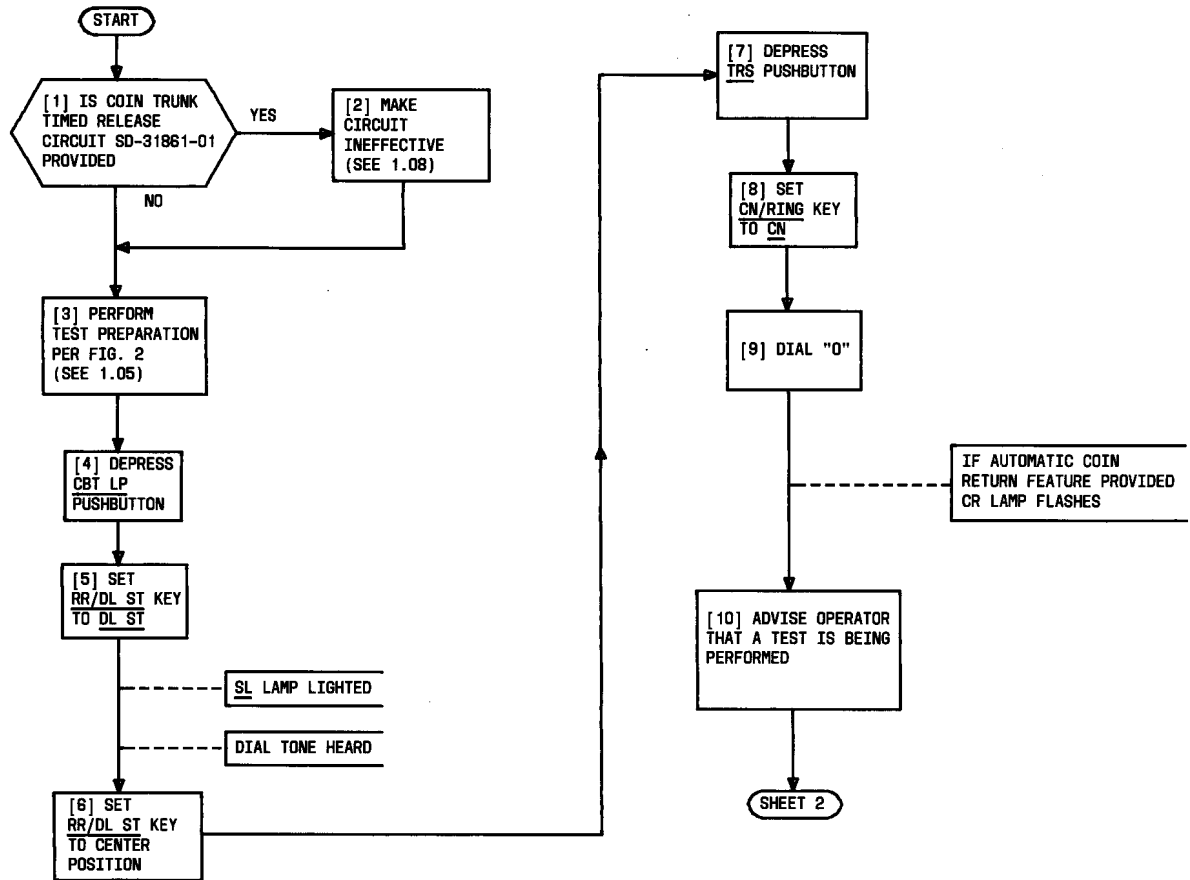 START
[1] IS COIN TRUNK
TIMED RELEASE
CIRCUIT SD-31861-01
PROVIDED
YES
NO
[2] MAKE
CIRCUIT
INEFFECTIVE
(SEE 1.08)
[3] PERFORM
TEST PREPARATION
PER FIG. 2
(SEE 1.05)
[4] DEPRESS
CBT LP
PUSHBUTTON
[5] SET
RR/DL ST KEY
TO DL ST
SL LAMP LIGHTED
DIAL TONE HEARD
[6] SET
RR/DL ST KEY
TO CENTER
POSITION
[7] DEPRESS
TRS PUSHBUTTON
[8] SET
CN/RING KEY
TO CN
[9] DIAL "0"
IF AUTOMATIC COIN
RETURN FEATURE PROVIDED
CR LAMP FLASHES
[10] ADVISE OPERATOR
THAT A TEST IS BEING
PERFORMED
SHEET 2